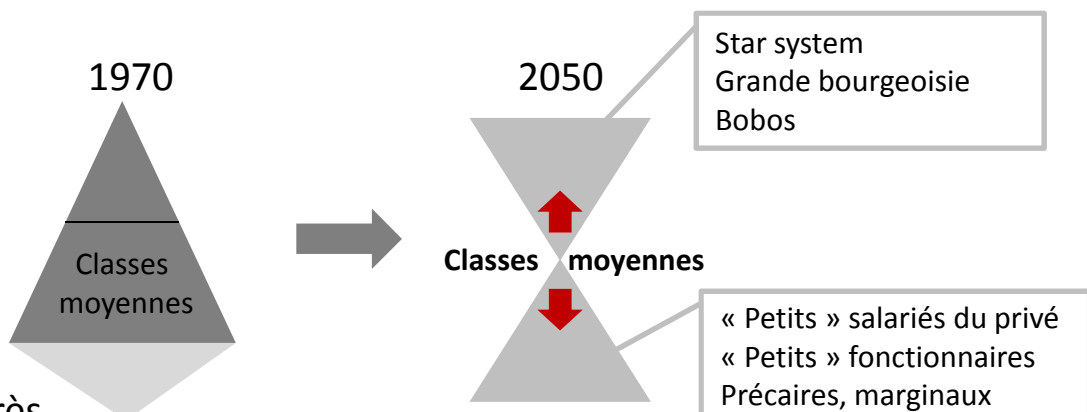 1970
Classes
moyennes
2050
Star system
Grande bourgeoisie
Bobos
Classes moyennes
« Petits » salariés du privé
« Petits » fonctionnaires
Précaires, marginaux